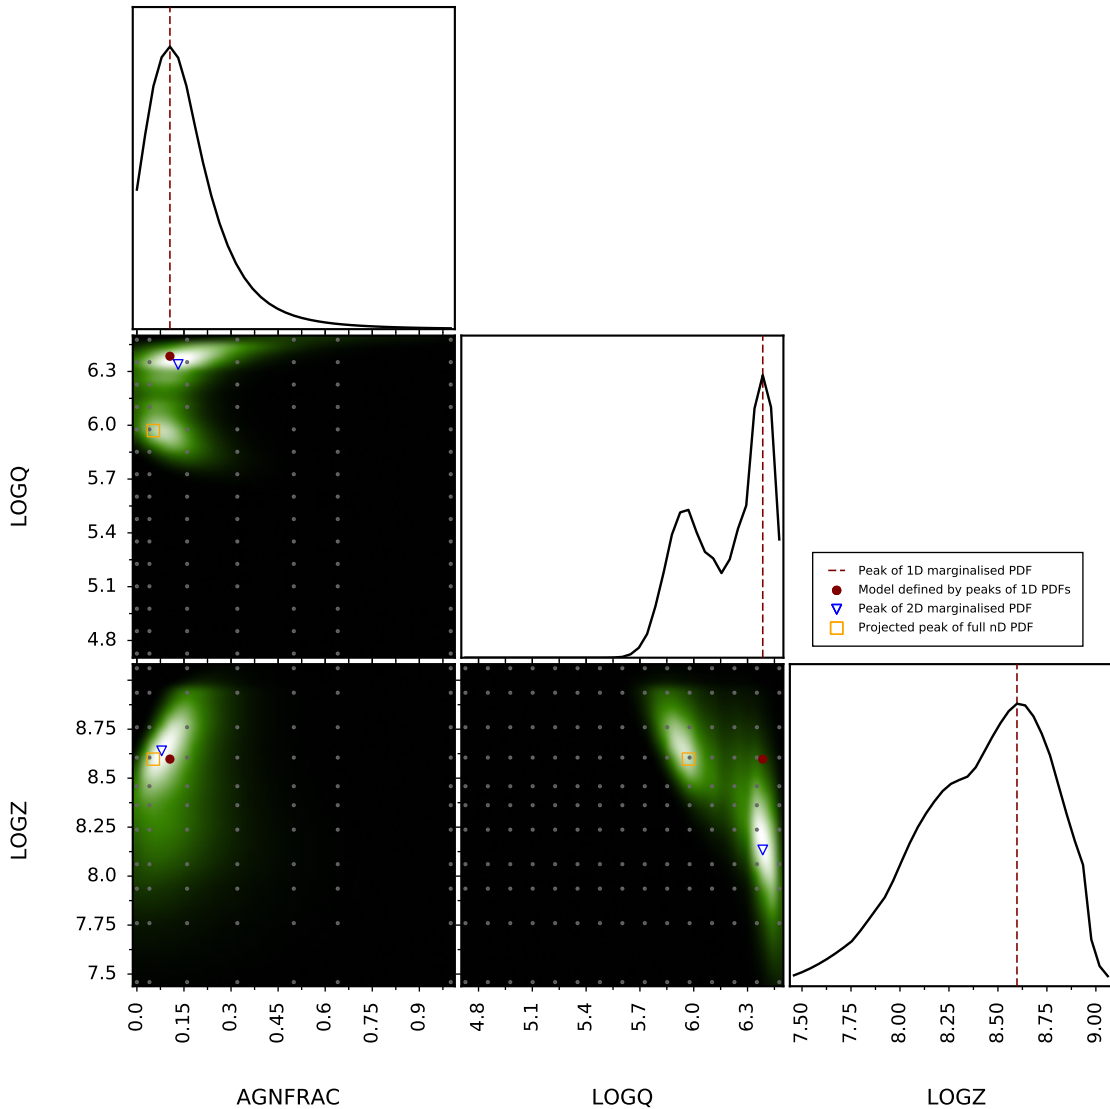 6.3
6.0
5.7
5.4
5.1
4.8
LOGQ
Peak of 1D marginalised PDF
Model defined by peaks of 1D PDFs
Peak of 2D marginalised PDF
Projected peak of full nD PDF
8.75
8.5
8.25
8.0
7.75
7.5
LOGZ
0.0 0.15 0.3 0.45 0.6 0.75 0.9
4.8 5.1 5.4 5.7 6.0 6.3
7.50 7.75 8.00 8.25 8.50 8.75 9.00
AGNFRAC LOGQ LOGZ